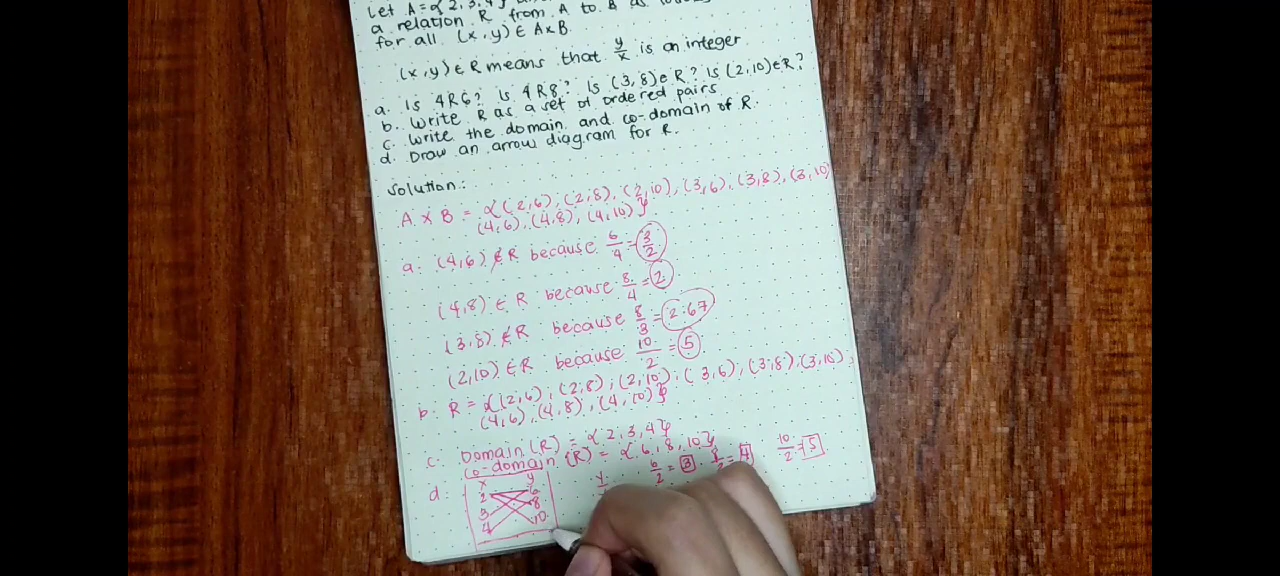 Let A = {2,3,4}
a relation R from A to B as
for all (x,y) ∈ A×B
(x,y) ∈ R means that y/x is an integer
a. Is 4R6? Is 4R8? Is (3,8) ∈ R? Is (2,10) ∈ R?
b. Write R as a set of ordered pairs
c. Write the domain and co-domain of R.
d. Draw an arrow diagram for R.
Solution:
A × B = {(2,6), (2,8), (2,10), (3,6), (3,8), (3,10)
(4,6), (4,8), (4,10)}
a. (4,6) ∉ R because 6/4 = 3/2
(4,8) ∈ R because 8/4 = 2
(3,8) ∉ R because 8/3 = 2.67
(2,10) ∈ R because 10/2 = 5
b. R = {(2,6), (2,8), (2,10), (3,6), (3,8), (3,10),
(4,6), (4,8), (4,10)}
c. Domain (R) = {2,3,4}
Co-domain (R) = {6,8,10}
d.
x y
2 6
3 8
4 10
y
6/2 = 3
= 4
10/2 = 5